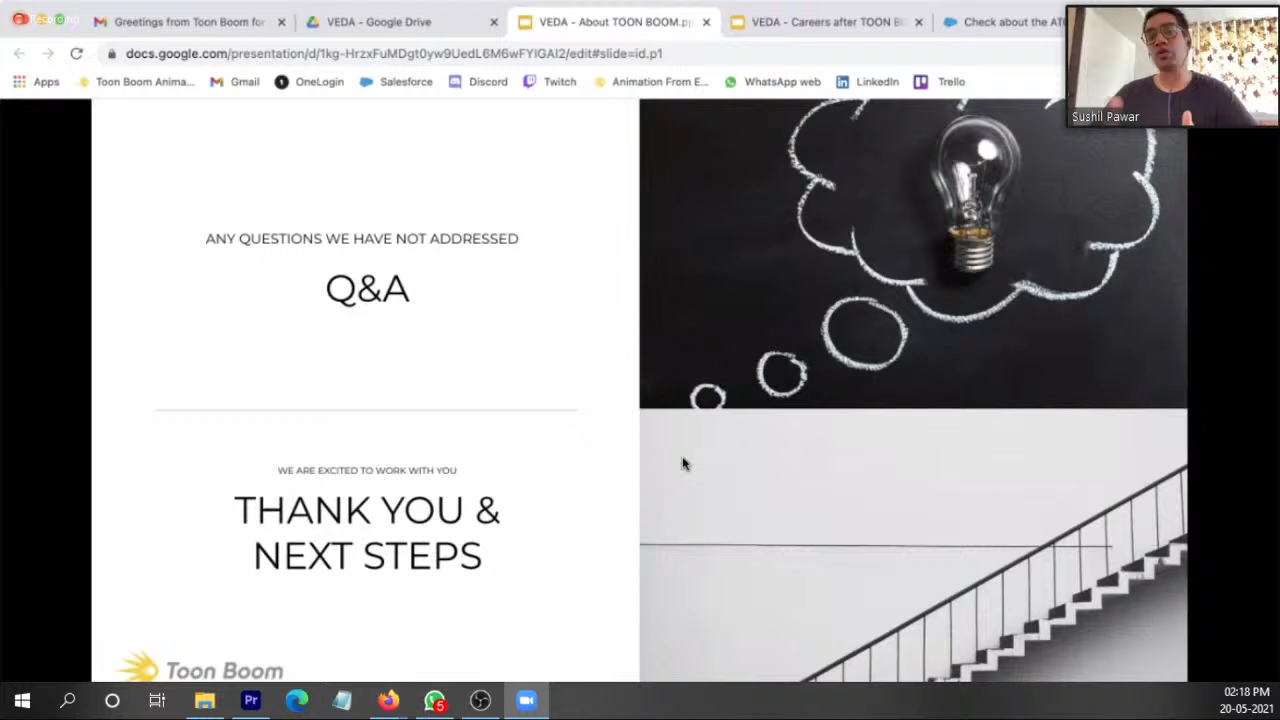 Recording
Greetings from Toon Boom for
VEDA - Google Drive
VEDA - About TOON BOOM.pp
VEDA - Careers after TOON B
Check about the AT
docs.google.com/presentation/d/1kg-HrzxFuMDgt0yw9UedL6M6wFYIGAI2/edit#slide=id.p1
Apps
Toon Boom Anima...
Gmail
OneLogin
Salesforce
Discord
Twitch
Animation From E...
WhatsApp web
LinkedIn
Trello
Sushil Pawar
ANY QUESTIONS WE HAVE NOT ADDRESSED
Q&A
WE ARE EXCITED TO WORK WITH YOU
THANK YOU &
NEXT STEPS
Toon Boom
Pr
5
02:18 PM
20-05-2021